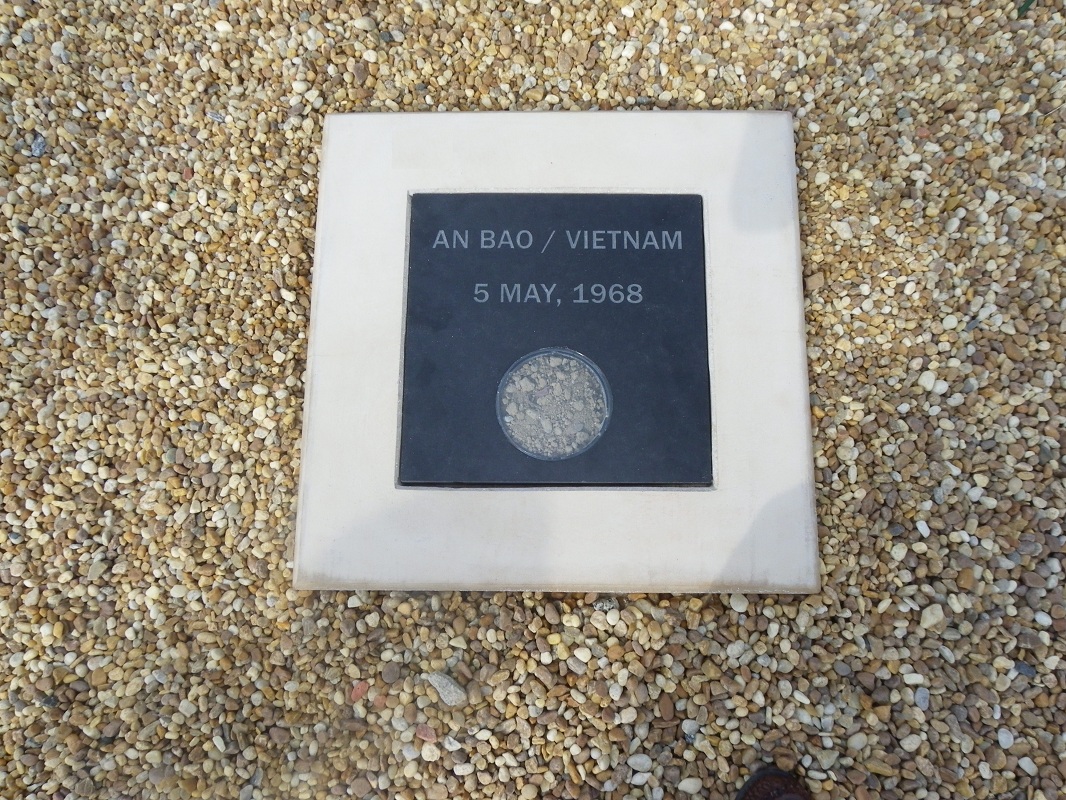 AN BAO / VIETNAM
5 MAY, 1968